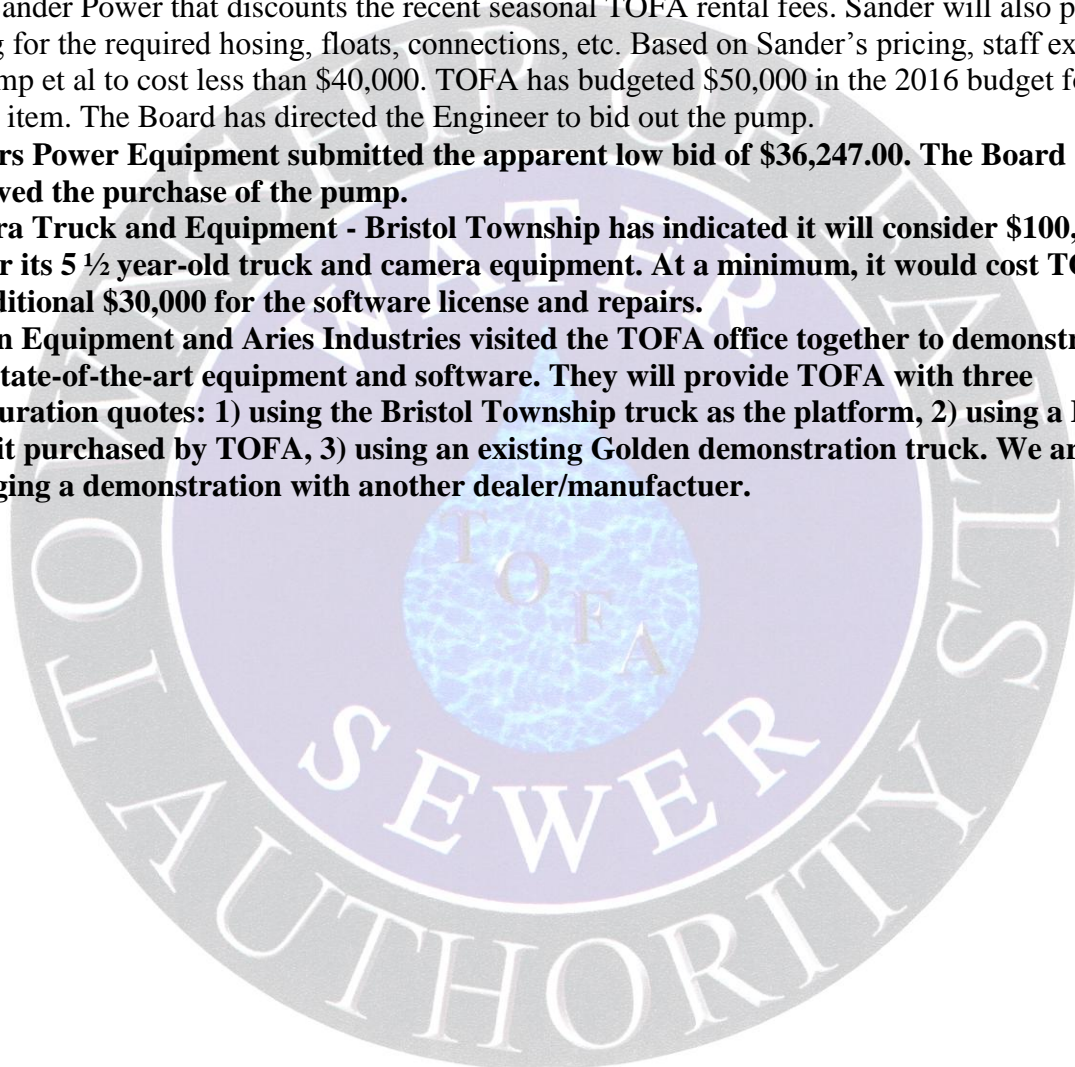 ander Power that discounts the recent seasonal TOFA rental fees. Sander will also p
g for the required hosing, floats, connections, etc. Based on Sander’s pricing, staff ex
mp et al to cost less than $40,000. TOFA has budgeted $50,000 in the 2016 budget fo
item. The Board has directed the Engineer to bid out the pump.
rs Power Equipment submitted the apparent low bid of $36,247.00. The Board
ved the purchase of the pump.
ra Truck and Equipment - Bristol Township has indicated it will consider $100,
r its 5 ½ year-old truck and camera equipment. At a minimum, it would cost TO
ditional $30,000 for the software license and repairs.
n Equipment and Aries Industries visited the TOFA office together to demonstr
tate-of-the-art equipment and software. They will provide TOFA with three
uration quotes: 1) using the Bristol Township truck as the platform, 2) using a
it purchased by TOFA, 3) using an existing Golden demonstration truck. We ar
ging a demonstration with another dealer/manufactuer.
TOWNSHIP OF FALLS
WATER
TOFA
SEWER
AUTHORITY